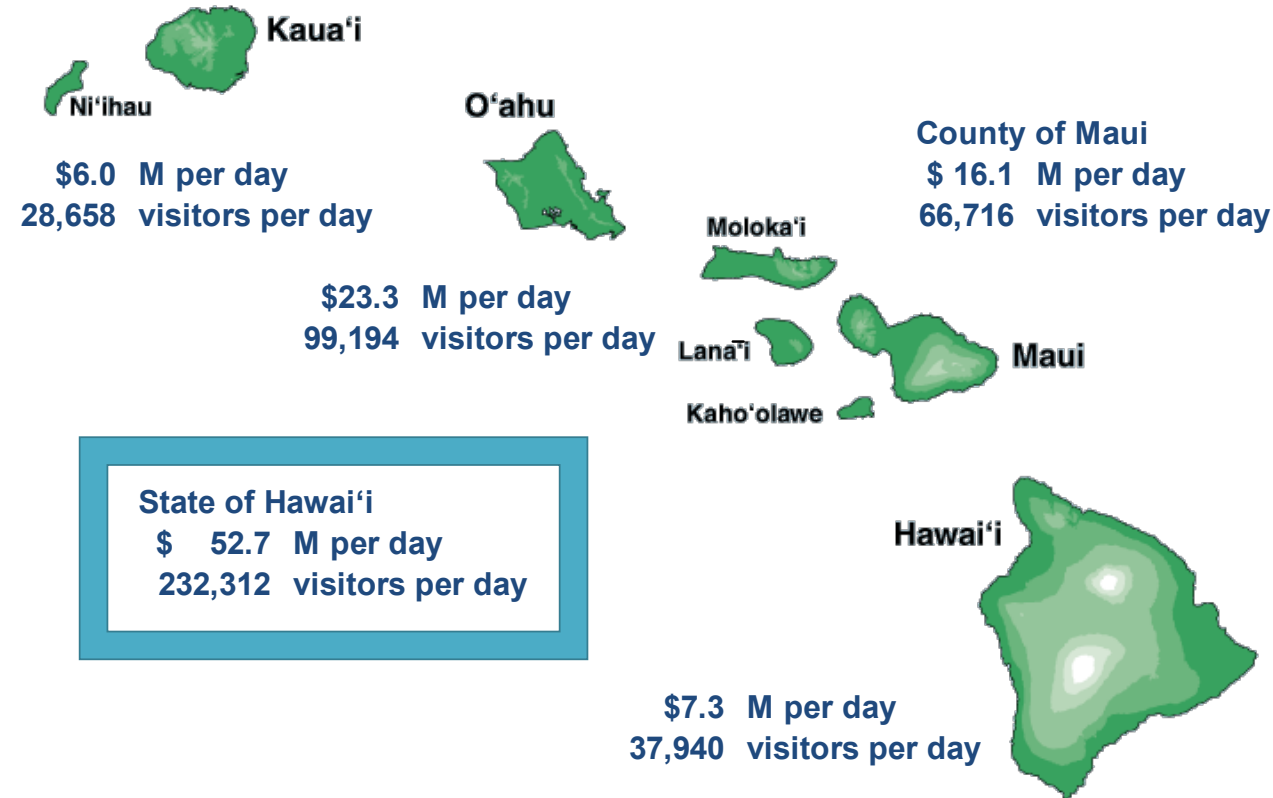 Kaua‘i
Ni‘ihau
$6.0 M per day
28,658 visitors per day
O‘ahu
$23.3 M per day
99,194 visitors per day
County of Maui
$ 16.1 M per day
66,716 visitors per day
Moloka‘i
Lana‘i
Maui
Kaho‘olawe
State of Hawai‘i
$ 52.7 M per day
232,312 visitors per day
Hawai‘i
$7.3 M per day
37,940 visitors per day